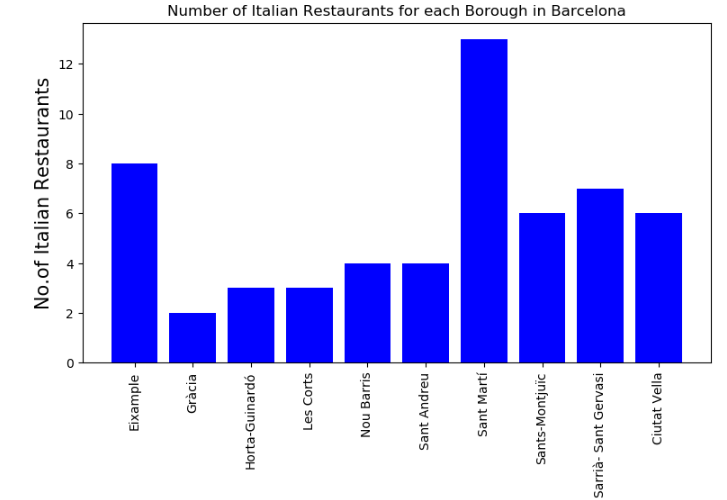 Number of Italian Restaurants for each Borough in Barcelona
No.of Italian Restaurants
12
10
8
6
4
2
0
Eixample
Gràcia
Horta-Guinardó
Les Corts
Nou Barris
Sant Andreu
Sant Martí
Sants-Montjuïc
Sarrià- Sant Gervasi
Ciutat Vella